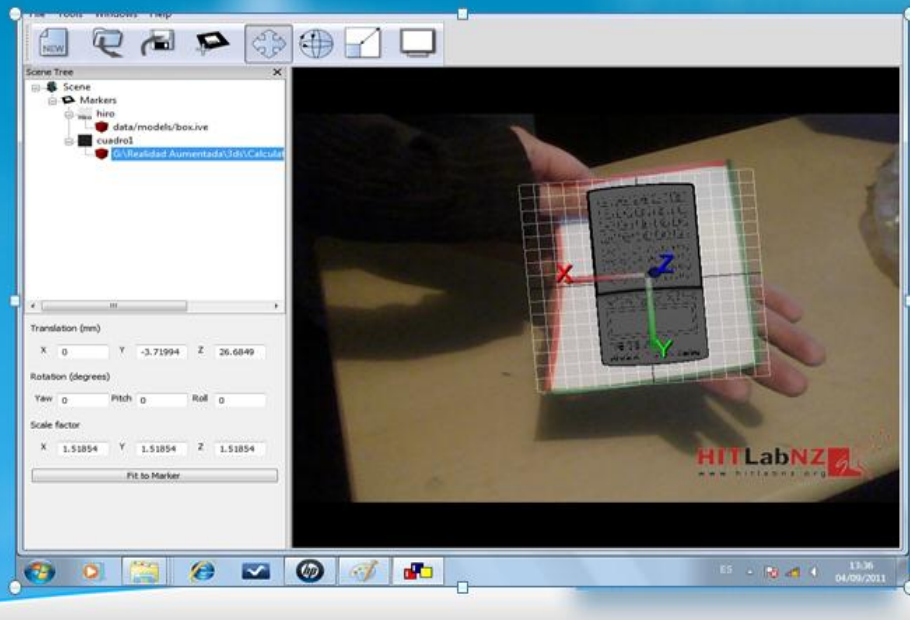 File Tools Windows Help
NEW
Scene Tree
Scene
Markers
hiro
data/models/box.ive
cuadro1
G:\Realidad Aumentada\3ds\Calculat
Translation (mm)
X 0 Y -3.71994 Z 26.6849
Rotation (degrees)
Yaw 0 Pitch 0 Roll 0
Scale factor
X 1.51854 Y 1.51854 Z 1.51854
Fit to Marker
X
Z
Y
HITLabNZ
www.hitlabnz.org
hp
ES
13:36
04/09/2011